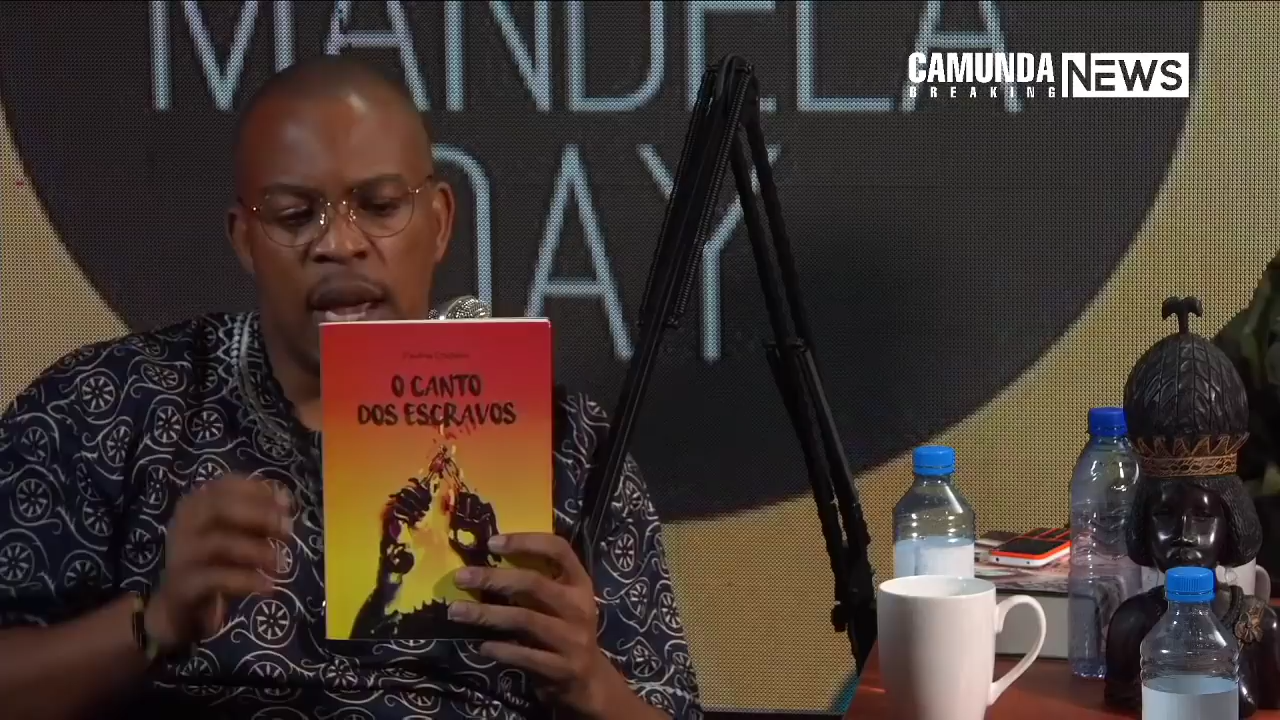 MANDELA
DAY
CAMUNDA NEWS
BREAKING
O CANTO
DOS ESCRAVOS